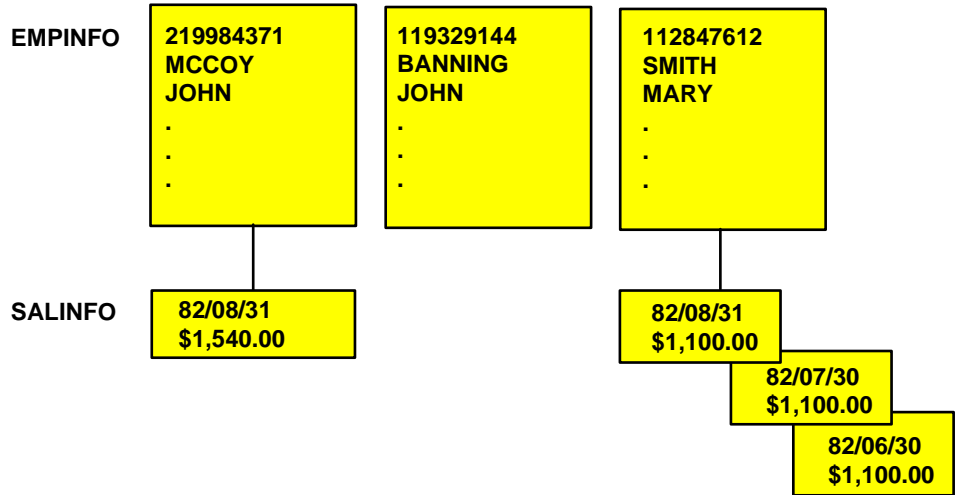 EMPINFO
219984371
MCCOY
JOHN
.
.
.
119329144
BANNING
JOHN
.
.
.
112847612
SMITH
MARY
.
.
.
SALINFO
82/08/31
$1,540.00
82/08/31
$1,100.00
82/07/30
$1,100.00
82/06/30
$1,100.00